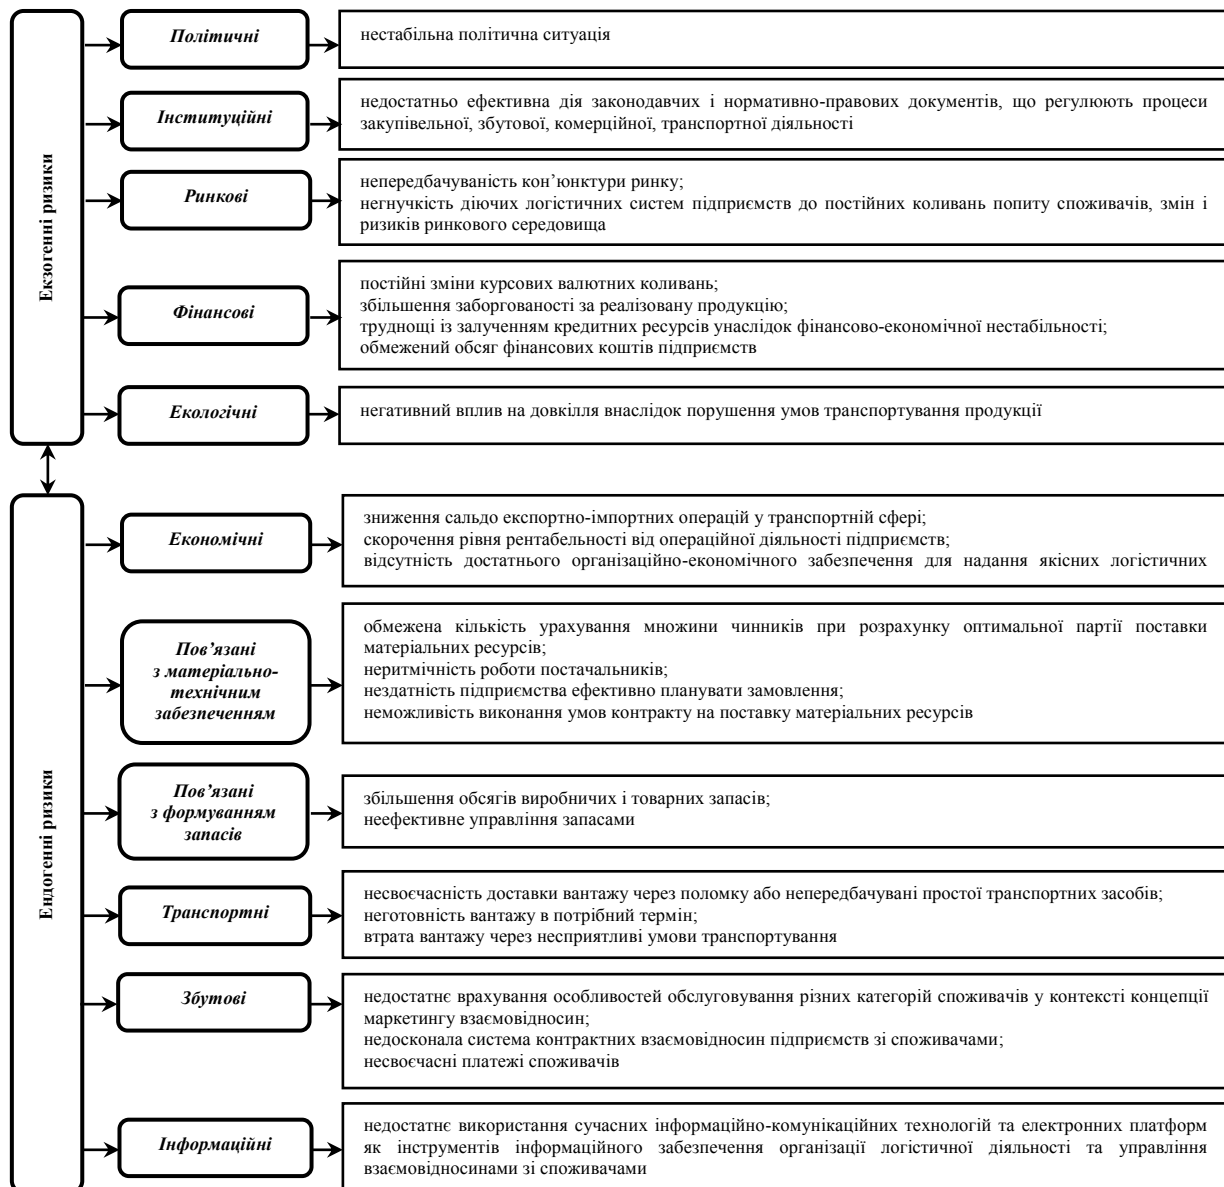 Екзогенні ризики
Політичні
нестабільна політична ситуація
Інституційні
недостатньо ефективна дія законодавчих і нормативно-правових документів, що регулюють процеси
закупівельної, збутової, комерційної, транспортної діяльності
Ринкові
непередбачуваність кон’юнктури ринку;
негнучкість діючих логістичних систем підприємств до постійних коливань попиту споживачів, змін і
ризиків ринкового середовища
Фінансові
постійні зміни курсових валютних коливань;
збільшення заборгованості за реалізовану продукцію;
труднощі із залученням кредитних ресурсів унаслідок фінансово-економічної нестабільності;
обмежений обсяг фінансових коштів підприємств
Екологічні
негативний вплив на довкілля внаслідок порушення умов транспортування продукції
Ендогенні ризики
Економічні
зниження сальдо експортно-імпортних операцій у транспортній сфері;
скорочення рівня рентабельності від операційної діяльності підприємств;
відсутність достатнього організаційно-економічного забезпечення для надання якісних логістичних
Пов’язані
з матеріально-
технічним
забезпеченням
обмежена кількість урахування множини чинників при розрахунку оптимальної партії поставки
матеріальних ресурсів;
неритмічність роботи постачальників;
нездатність підприємства ефективно планувати замовлення;
неможливість виконання умов контракту на поставку матеріальних ресурсів
Пов’язані
з формуванням
запасів
збільшення обсягів виробничих і товарних запасів;
неефективне управління запасами
Транспортні
несвоєчасність доставки вантажу через поломку або непередбачувані простої транспортних засобів;
неготовність вантажу в потрібний термін;
втрата вантажу через несприятливі умови транспортування
Збутові
недостатнє врахування особливостей обслуговування різних категорій споживачів у контексті концепції
маркетингу взаємовідносин;
недосконала система контрактних взаємовідносин підприємств зі споживачами;
несвоєчасні платежі споживачів
Інформаційні
недостатнє використання сучасних інформаційно-комунікаційних технологій та електронних платформ
як інструментів інформаційного забезпечення організації логістичної діяльності та управління
взаємовідносинами зі споживачами